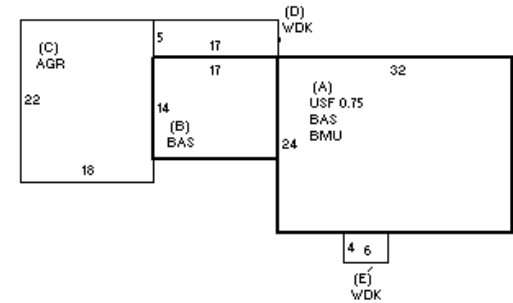 (D)
WDK
5
17
(C)
AGR
17
32
22
(A)
USF 0.75
BAS
BMU
14
(B)
BAS
24
18
4 6
(E)
WDK